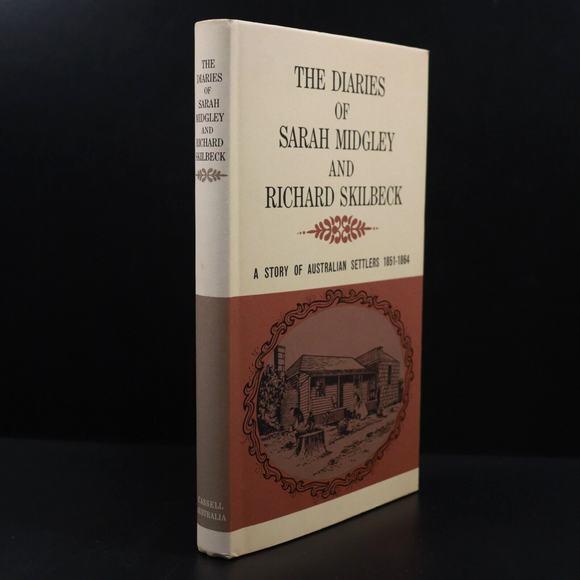 THE
DIARIES
OF
SARAH
MIDGLEY
AND
RICHARD
SKILBECK
CASSELL
AUSTRALIA
THE DIARIES
OF
SARAH MIDGLEY
AND
RICHARD SKILBECK
A STORY OF AUSTRALIAN SETTLERS 1851-1864